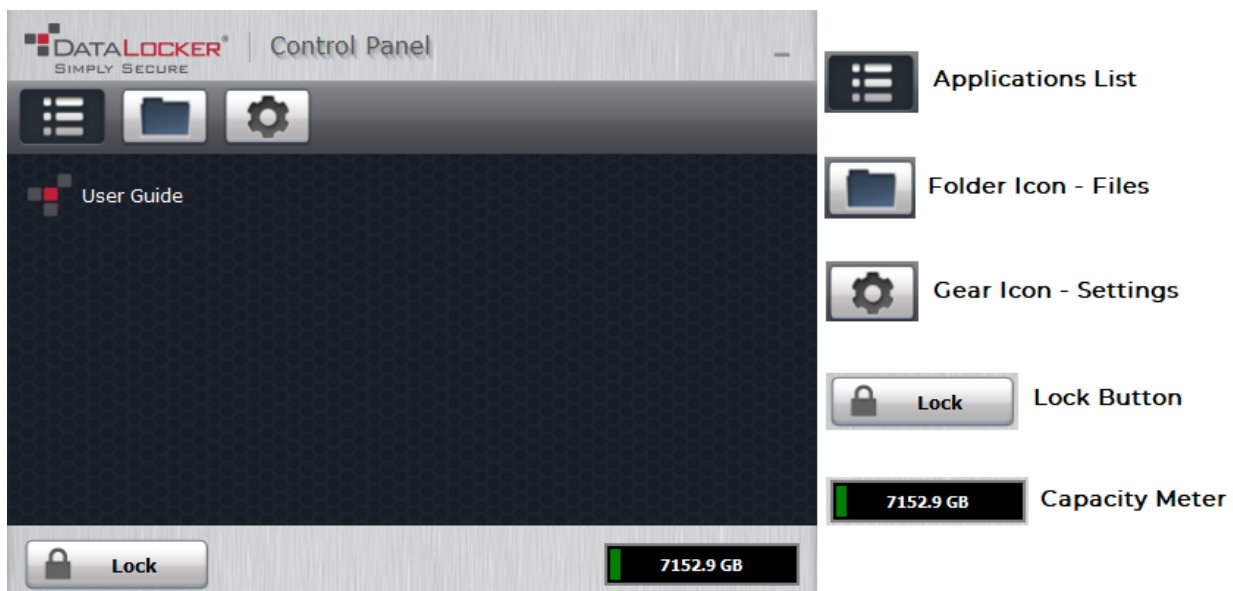 DATALOCKER® Control Panel
SIMPLY SECURE
Applications List
Folder Icon - Files
User Guide
Gear Icon - Settings
Lock Lock Button
7152.9 GB Capacity Meter
Lock 7152.9 GB